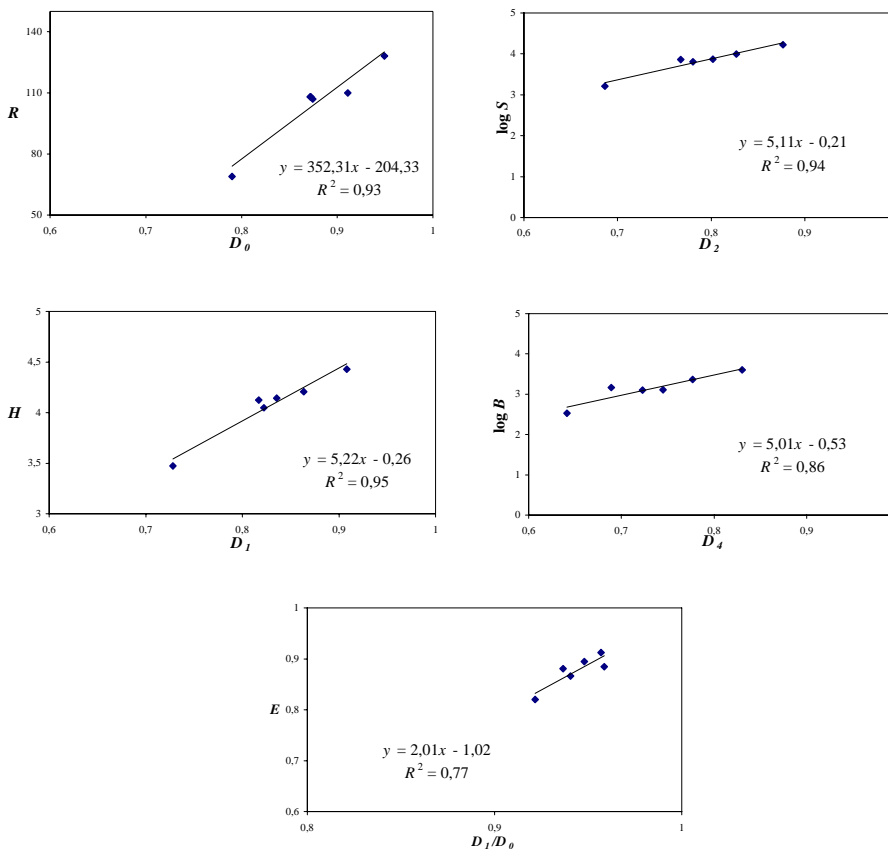 140
110
80
50
R
y = 352,31x - 204,33
R² = 0,93
0,6 0,7 0,8 0,9 1
D₀
5
4
3
2
1
0
log S
y = 5,11x - 0,21
R² = 0,94
0,6 0,7 0,8 0,9
D₂
5
4,5
4
3,5
3
H
y = 5,22x - 0,26
R² = 0,95
0,6 0,7 0,8 0,9 1
D₁
5
4
3
2
1
0
log B
y = 5,01x - 0,53
R² = 0,86
0,6 0,7 0,8 0,9
D₄
1
0,9
0,8
0,7
0,6
E
y = 2,01x - 1,02
R² = 0,77
0,8 0,9 1
D₁/D₀